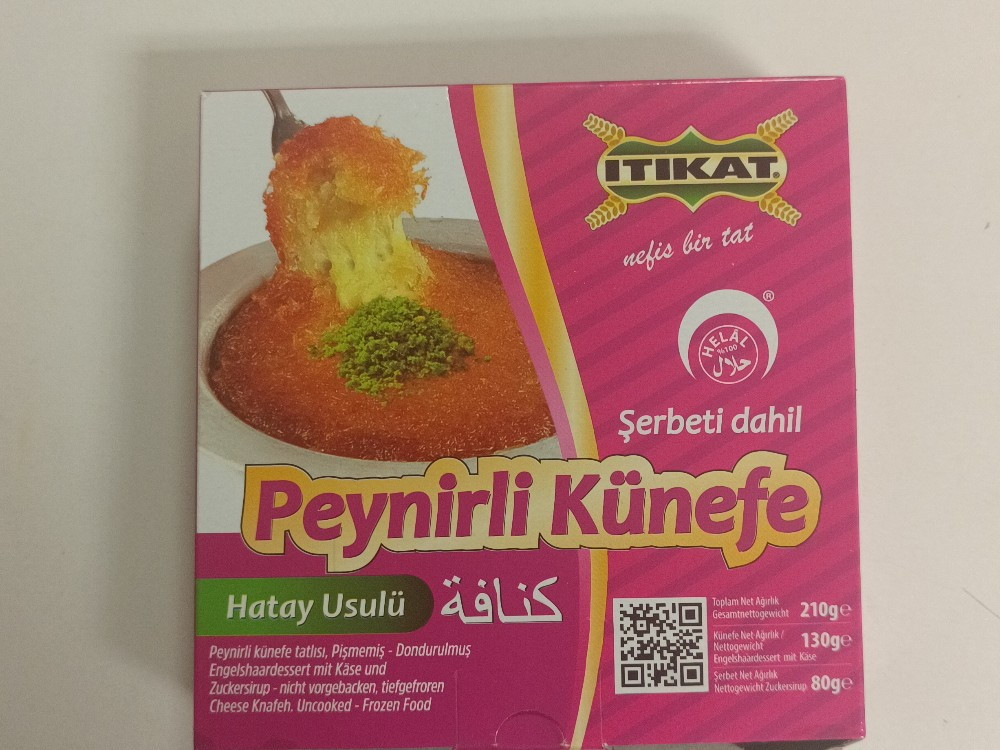 ITIKAT®
nefis bir tat
®
HELÂL
%100
حلال
Şerbeti dahil
Peynirli Künefe
Hatay Usulü
كنافة
Peynirli künefe tatlısı, Pişmemiş - Dondurulmuş
Engelshaardessert mit Käse und
Zuckersirup - nicht vorgebacken, tiefgefroren
Cheese Knafeh. Uncooked - Frozen Food
Toplam Net Ağırlık
Gesamtnettogewicht 210g℮
Künefe Net Ağırlık /
Nettogewicht 130g℮
Engelshaardessert mit Käse
Şerbet Net Ağırlık
Nettogewicht Zuckersirup 80g℮